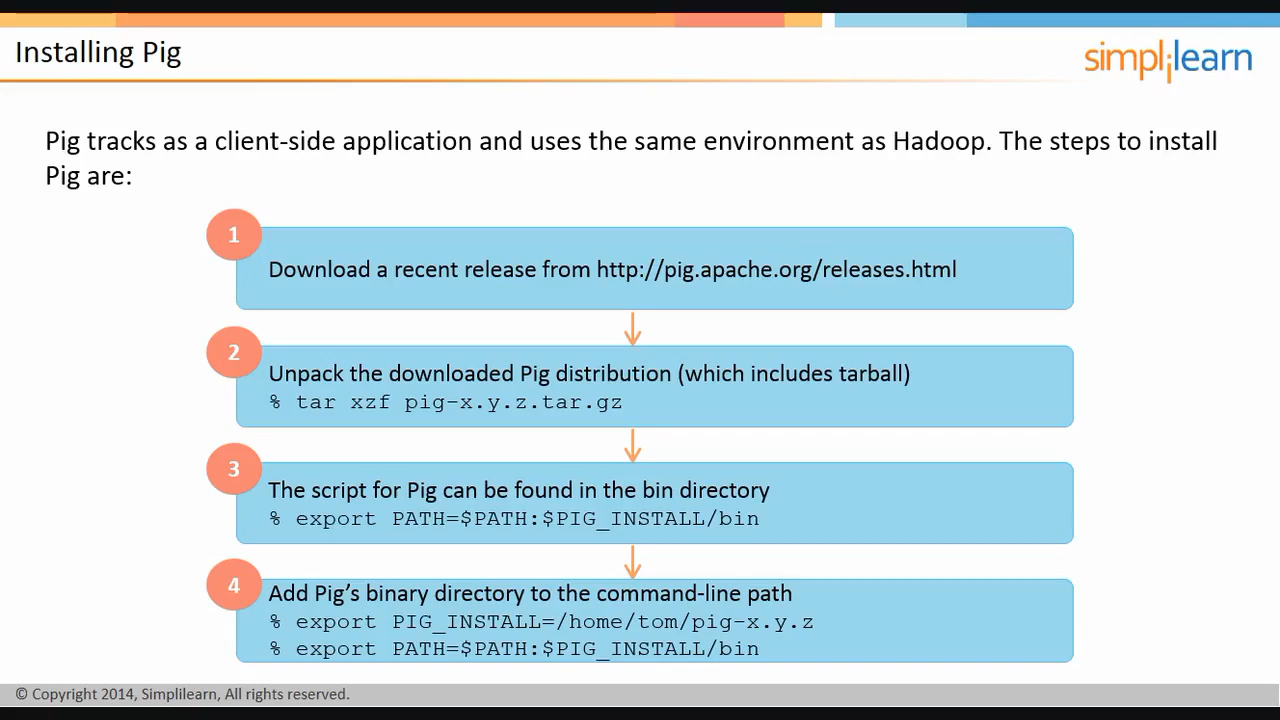 Installing Pig
simplilearn
Pig tracks as a client-side application and uses the same environment as Hadoop. The steps to install
Pig are:
1
Download a recent release from http://pig.apache.org/releases.html
2
Unpack the downloaded Pig distribution (which includes tarball)
% tar xzf pig-x.y.z.tar.gz
3
The script for Pig can be found in the bin directory
% export PATH=$PATH:$PIG_INSTALL/bin
4
Add Pig’s binary directory to the command-line path
% export PIG_INSTALL=/home/tom/pig-x.y.z
% export PATH=$PATH:$PIG_INSTALL/bin
© Copyright 2014, Simplilearn, All rights reserved.